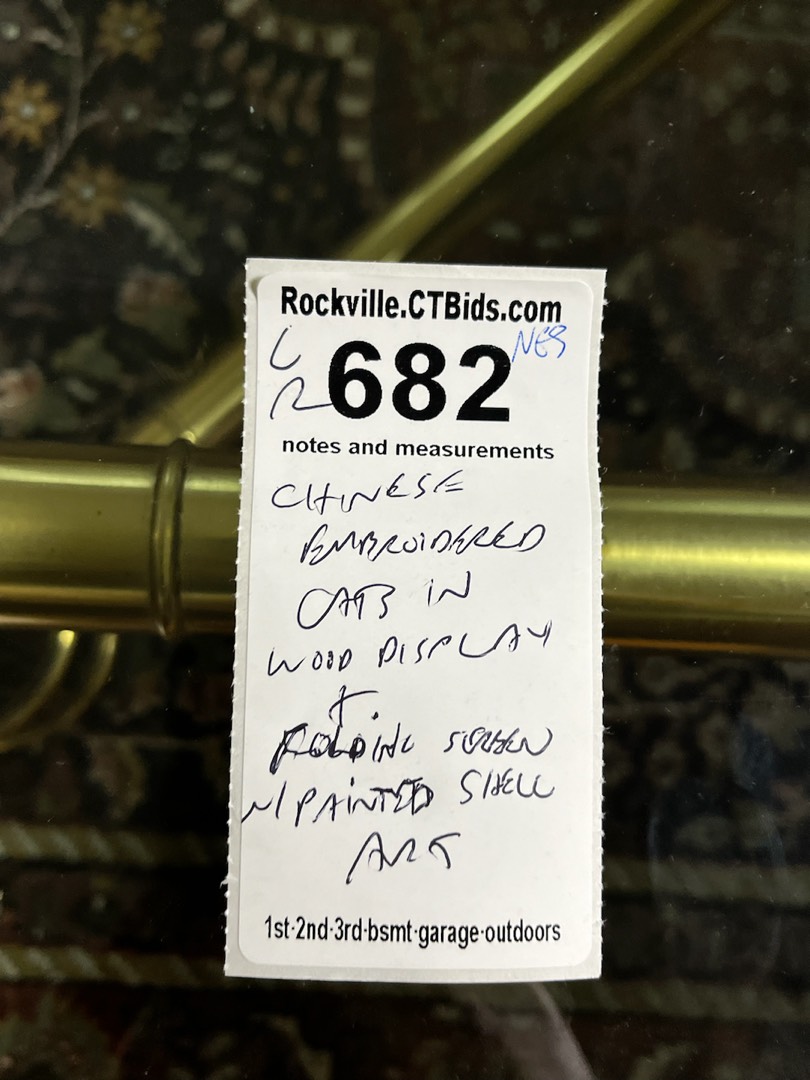 Rockville.CTBids.com
L
R
682
NES
notes and measurements
CHINESE
EMBROIDERED
CATS IN
WOOD DISPLAY
+
FOLDING SCREEN
W/PAINTED SHELL
ART
1st·2nd·3rd·bsmt·garage·outdoors